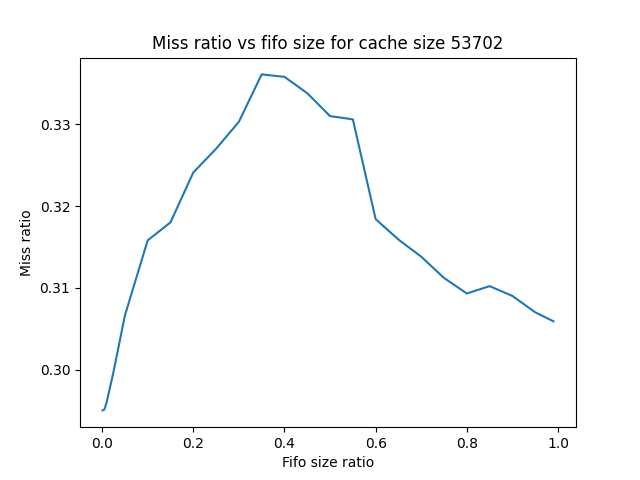 Miss ratio vs fifo size for cache size 53702
Miss ratio
0.33
0.32
0.31
0.30
0.0 0.2 0.4 0.6 0.8 1.0
Fifo size ratio